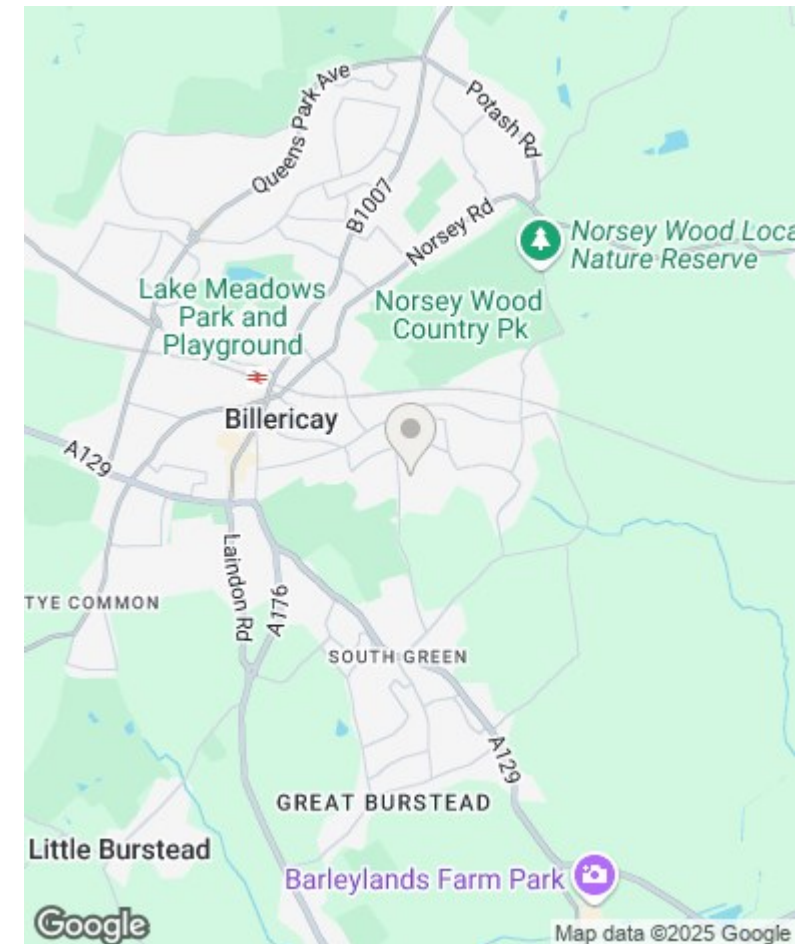 Queens Park Ave
Potash Rd
B1007
Norsey Rd
Norsey Wood Loca
Nature Reserve
Lake Meadows
Park and
Playground
Norsey Wood
Country Pk
Billericay
A129
Laindon Rd
TYE COMMON
A176
SOUTH GREEN
A129
GREAT BURSTEAD
Little Burstead
Barleylands Farm Park
Google
Map data ©2025 Google